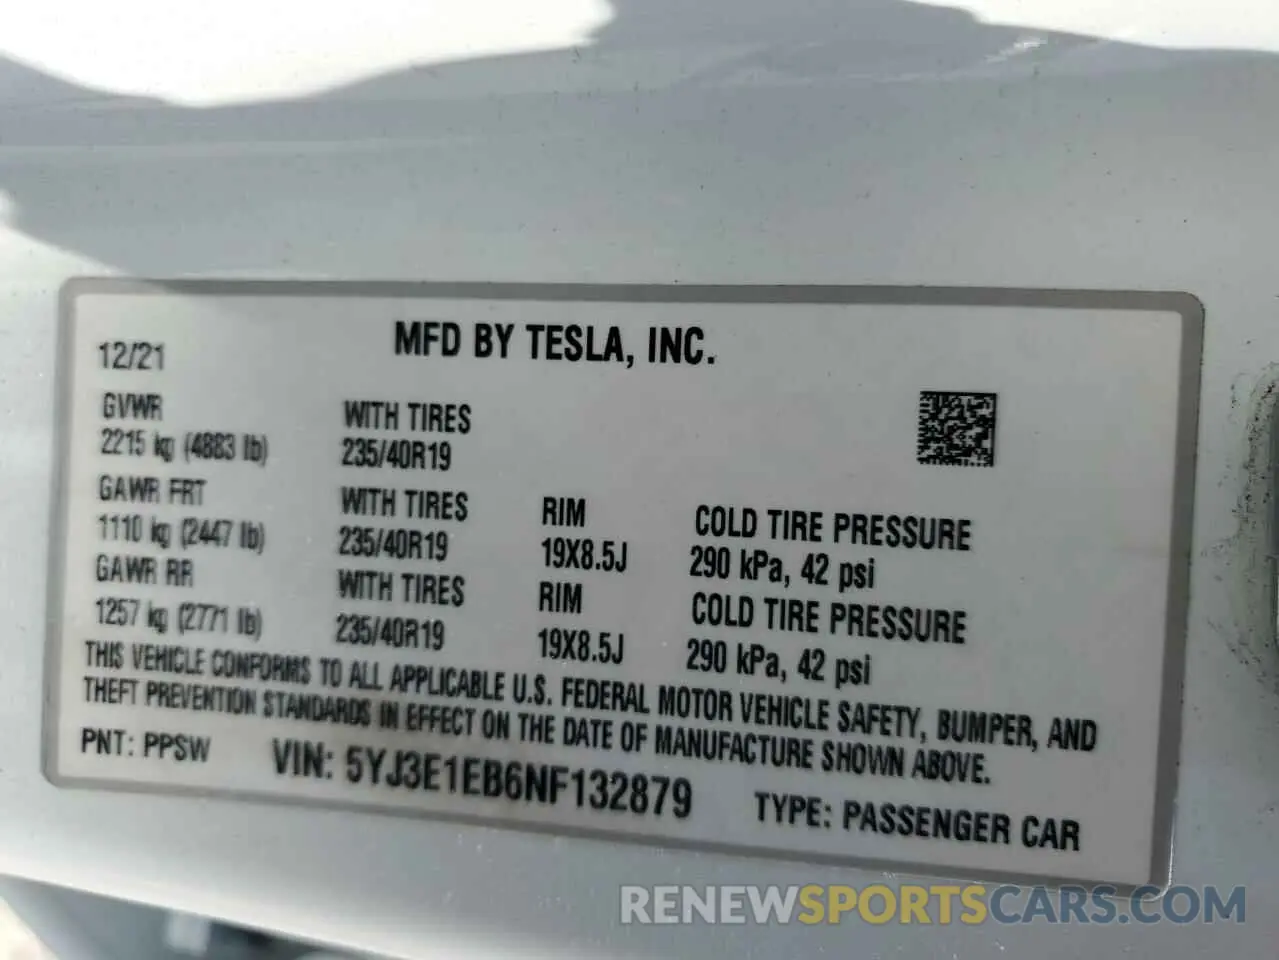 MFD BY TESLA, INC.
12/21
GVWR
2215 kg (4883 lb)
WITH TIRES
235/40R19
GAWR FRT
1110 kg (2447 lb)
WITH TIRES
235/40R19
RIM
19X8.5J
COLD TIRE PRESSURE
290 kPa, 42 psi
GAWR RR
1257 kg (2771 lb)
WITH TIRES
235/40R19
RIM
19X8.5J
COLD TIRE PRESSURE
290 kPa, 42 psi
THIS VEHICLE CONFORMS TO ALL APPLICABLE U.S. FEDERAL MOTOR VEHICLE SAFETY, BUMPER, AND
THEFT PREVENTION STANDARDS IN EFFECT ON THE DATE OF MANUFACTURE SHOWN ABOVE.
PNT: PPSW VIN: 5YJ3E1EB6NF132879 TYPE: PASSENGER CAR
RENEWSPORTSCARS.COM